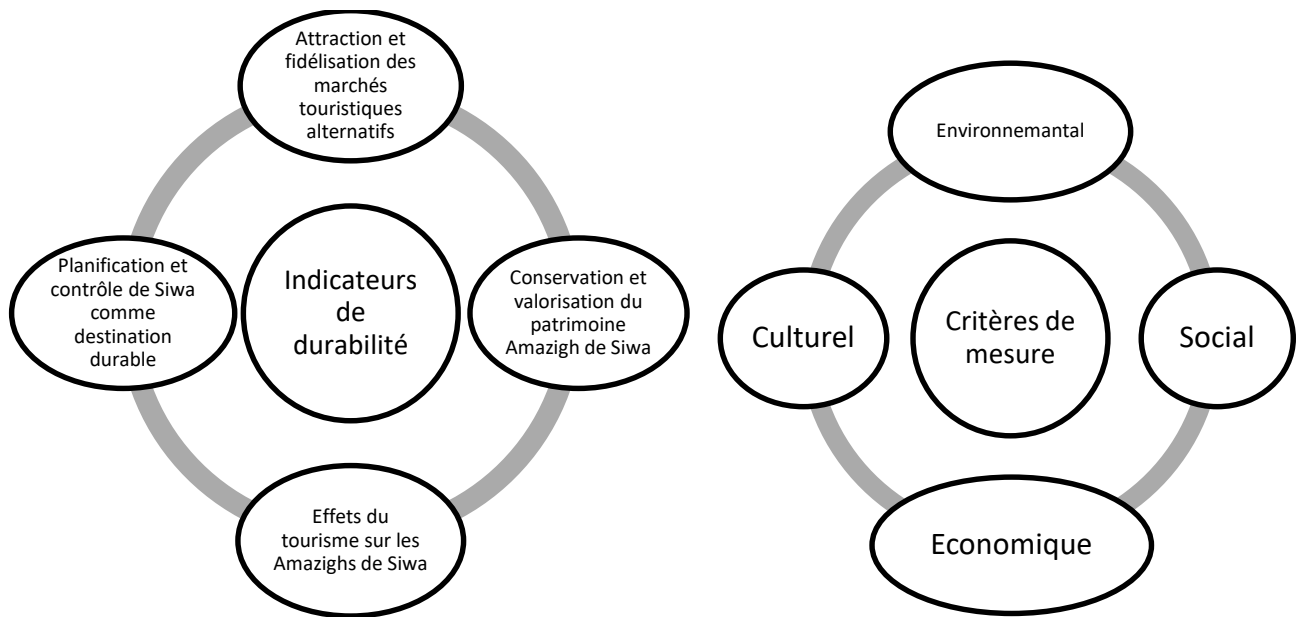 Attraction et
fidélisation des
marchés
touristiques
alternatifs
Planification et
contrôle de Siwa
comme
destination
durable
Indicateurs
de
durabilité
Conservation et
valorisation du
patrimoine
Amazigh de Siwa
Effets du
tourisme sur les
Amazighs de Siwa
Environnemantal
Culturel
Critères de
mesure
Social
Economique